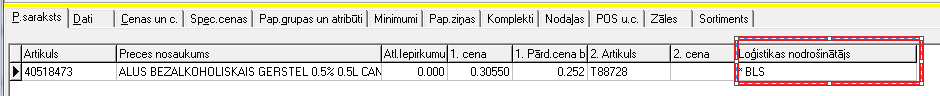 P.saraksts Dati Cenas un c. Spec.cenas Pap.grupas un atribūti Minimumi Pap.ziņas Komplekti Nodaļas POS u.c. Zāles Sortiments
Artikuls Preces nosaukums Atl.Iepirkumu 1. cena 1. Pārd.cena b 2. Artikuls 2. cena Loģistikas nodrošinātājs
40518473 ALUS BEZALKOHOLISKAIS GERSTEL 0.5% 0.5L CAN 0.000 0.30550 0.252 T88728 * BLS